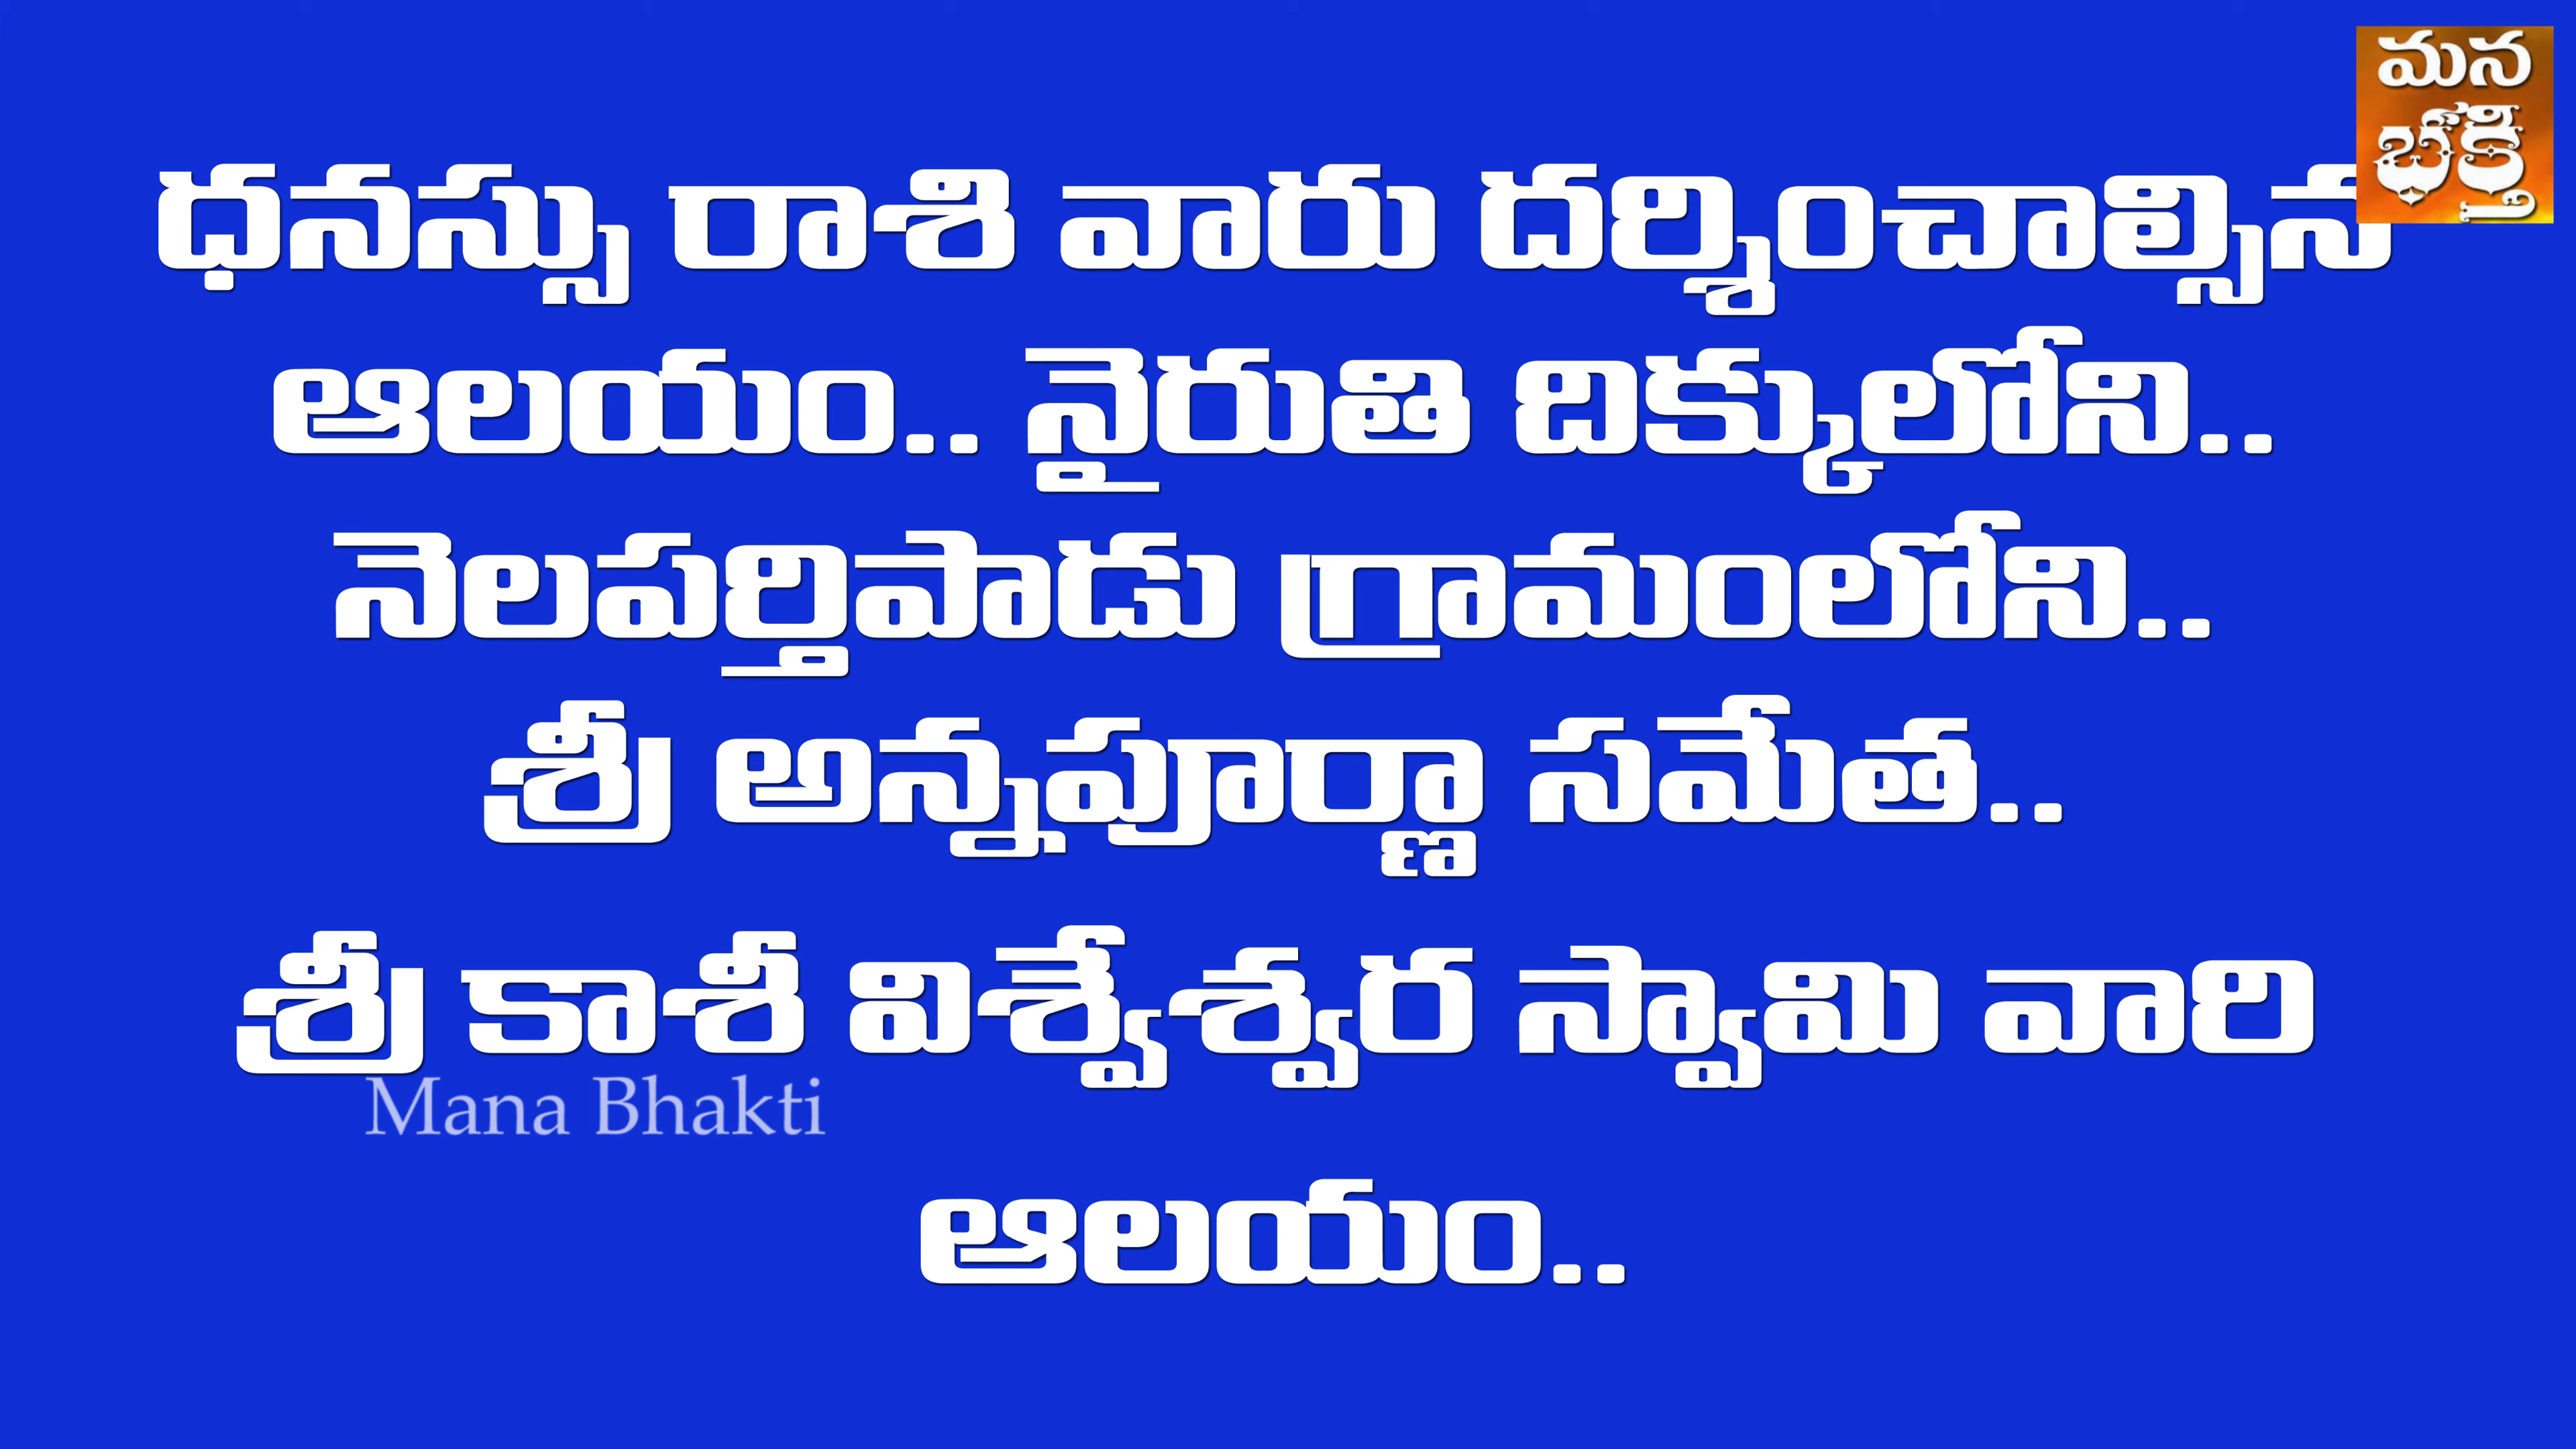 మన
భక్తి
ధనస్సు రాశి వారు దర్శించాల్సిన
ఆలయం.. నైరుతి దిక్కులోని..
నెలపర్తిపాడు గ్రామంలోని..
శ్రీ అన్నపూర్ణా సమేత..
శ్రీ కాశీ విశ్వేశ్వర స్వామి వారి
Mana Bhakti
ఆలయం..